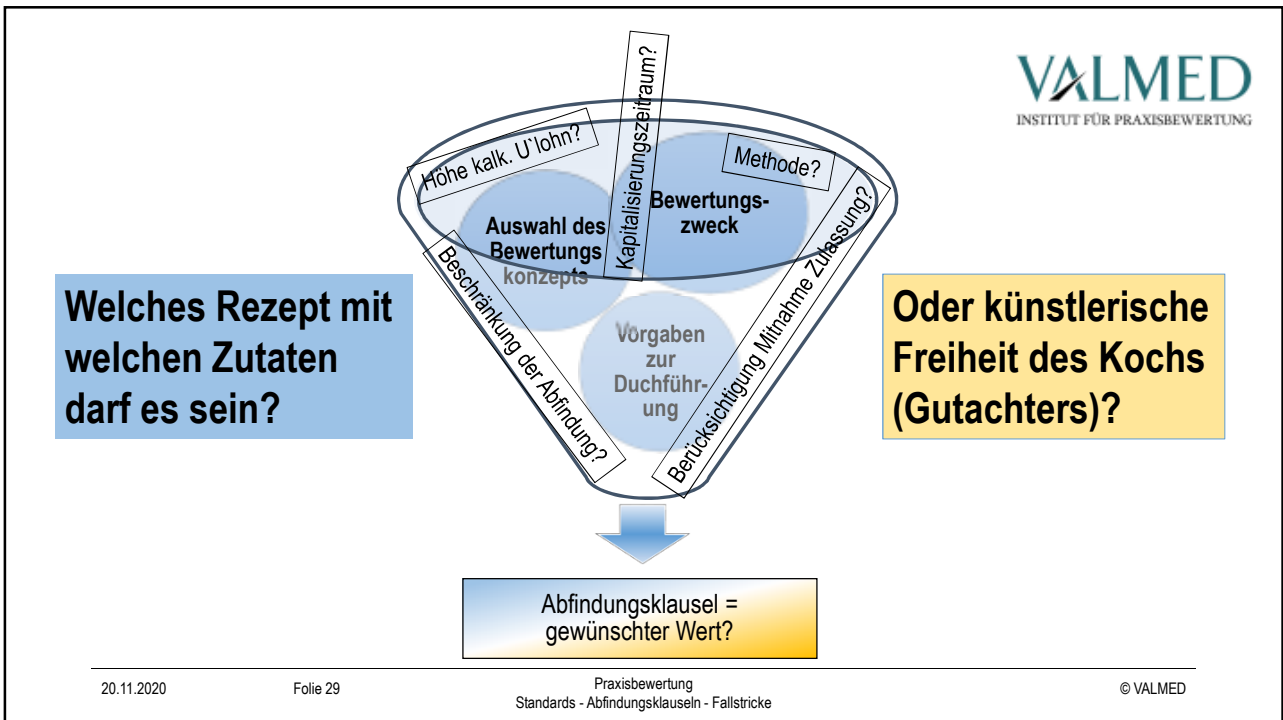 VALMED
INSTITUT FÜR PRAXISBEWERTUNG
Höhe kalk. U`lohn?
Kapitalisierungszeitraum?
Methode?
Auswahl des
Bewertungs
konzepts
Bewertungs-
zweck
Vorgaben
zur
Duchführ-
ung
Beschränkung der Abfindung?
Berücksichtigung Mitnahme Zulassung?
Welches Rezept mit
welchen Zutaten
darf es sein?
Oder künstlerische
Freiheit des Kochs
(Gutachters)?
Abfindungsklausel =
gewünschter Wert?
20.11.2020
Folie 29
Praxisbewertung
Standards - Abfindungsklauseln - Fallstricke
© VALMED